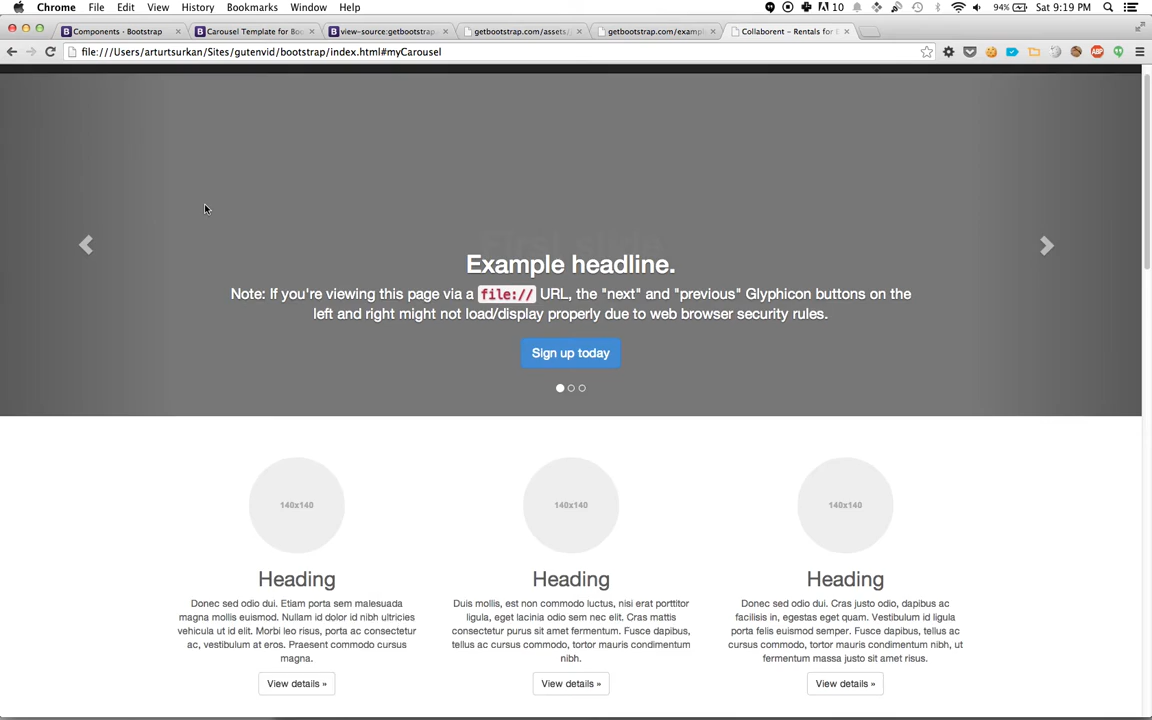 Chrome File Edit View History Bookmarks Window Help 10 94% Sat 9:19 PM
Components · Bootstrap Carousel Template for Boo view-source:getbootstrap. getbootstrap.com/assets/ getbootstrap.com/exampl Collaborent – Rentals for E
file:///Users/arturtsurkan/Sites/gutenvid/bootstrap/index.html#myCarousel ABP
First slide
Example headline.
Note: If you're viewing this page via a file:// URL, the "next" and "previous" Glyphicon buttons on the
left and right might not load/display properly due to web browser security rules.
Sign up today
140x140 140x140 140x140
Heading Heading Heading
Donec sed odio dui. Etiam porta sem malesuada
magna mollis euismod. Nullam id dolor id nibh ultricies
vehicula ut id elit. Morbi leo risus, porta ac consectetur
ac, vestibulum at eros. Praesent commodo cursus
magna.
View details »
Duis mollis, est non commodo luctus, nisi erat porttitor
ligula, eget lacinia odio sem nec elit. Cras mattis
consectetur purus sit amet fermentum. Fusce dapibus,
tellus ac cursus commodo, tortor mauris condimentum
nibh.
View details »
Donec sed odio dui. Cras justo odio, dapibus ac
facilisis in, egestas eget quam. Vestibulum id ligula
porta felis euismod semper. Fusce dapibus, tellus ac
cursus commodo, tortor mauris condimentum nibh, ut
fermentum massa justo sit amet risus.
View details »